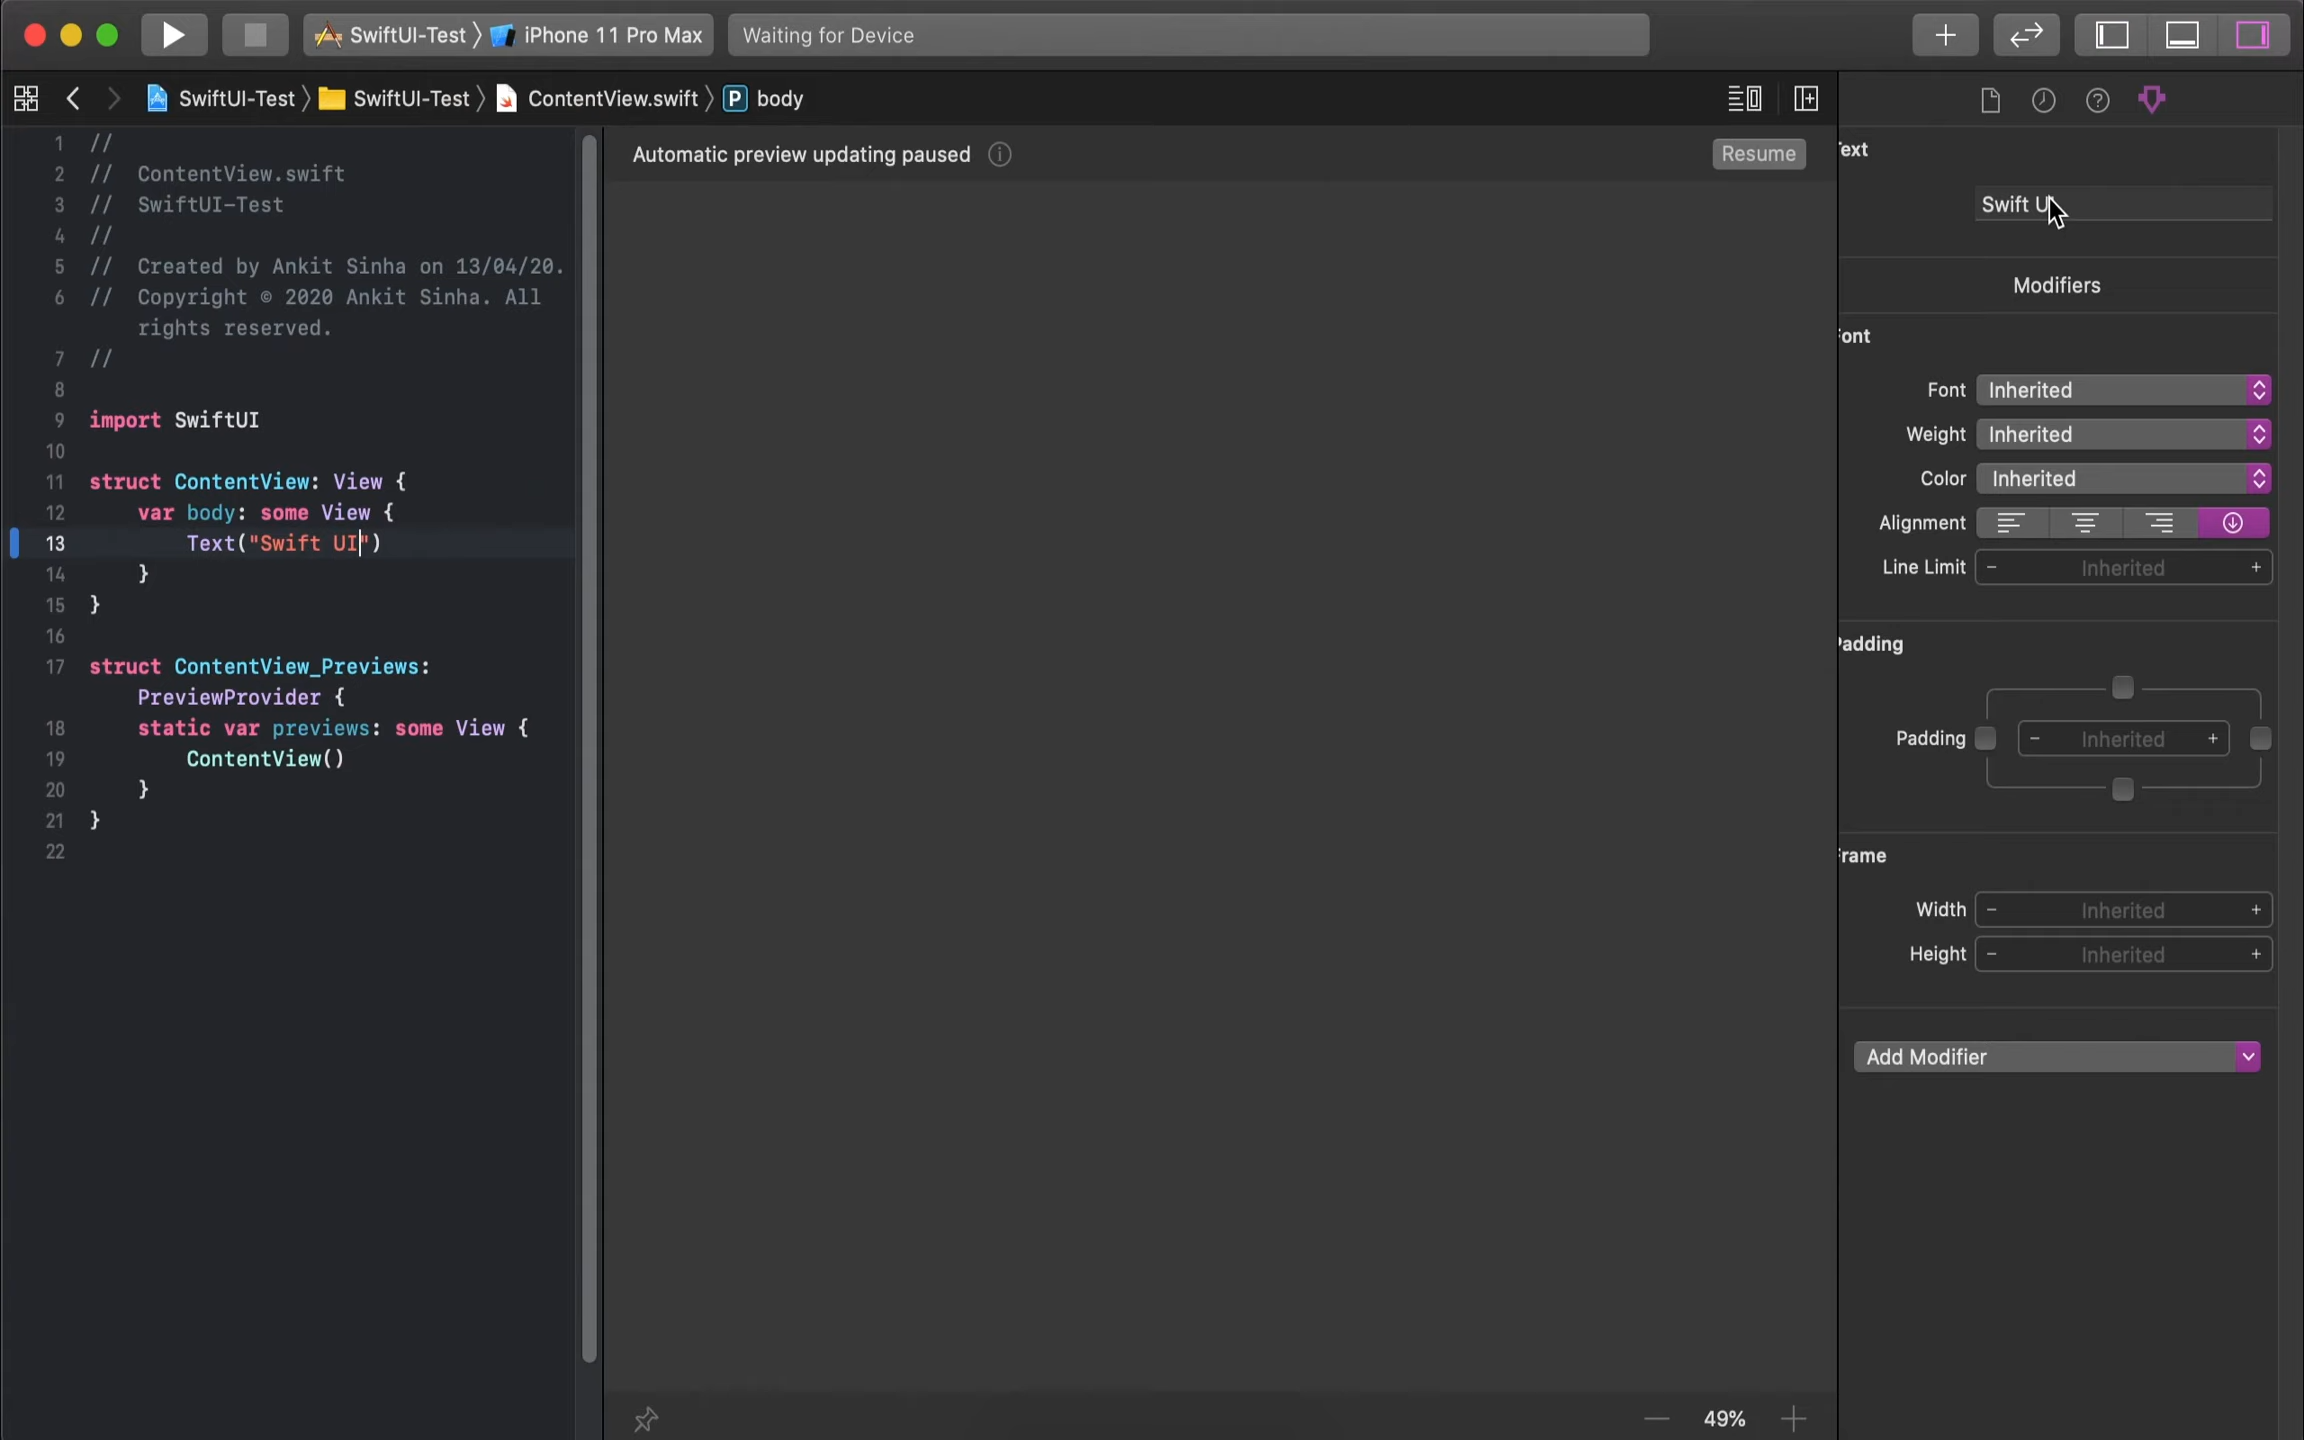 SwiftUI-Test 〉 iPhone 11 Pro Max
Waiting for Device
SwiftUI-Test 〉 SwiftUI-Test 〉 ContentView.swift 〉 P body
1 //
2 //  ContentView.swift
3 //  SwiftUI-Test
4 //
5 //  Created by Ankit Sinha on 13/04/20.
6 //  Copyright © 2020 Ankit Sinha. All
rights reserved.
7 //
8
9 import SwiftUI
10
11 struct ContentView: View {
12     var body: some View {
13         Text("Swift UI")
14     }
15 }
16
17 struct ContentView_Previews:
PreviewProvider {
18     static var previews: some View {
19         ContentView()
20     }
21 }
22
Automatic preview updating paused
Resume
49%
ext
Swift U
Modifiers
ont
Font Inherited
Weight Inherited
Color Inherited
Alignment
Line Limit - Inherited +
adding
Padding - Inherited +
rame
Width - Inherited +
Height - Inherited +
Add Modifier